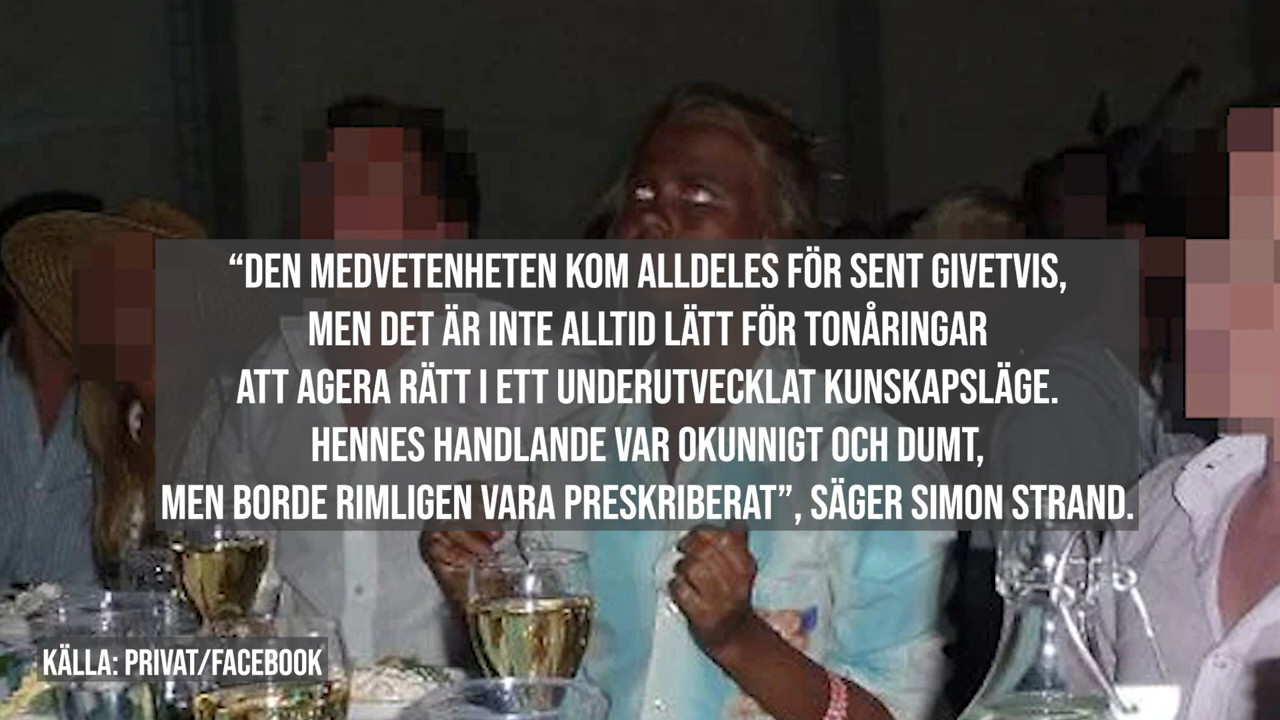 “DEN MEDVETENHETEN KOM ALLDELES FÖR SENT GIVETVIS,
MEN DET ÄR INTE ALLTID LÄTT FÖR TONÅRINGAR
ATT AGERA RÄTT I ETT UNDERUTVECKLAT KUNSKAPSLÄGE.
HENNES HANDLANDE VAR OKUNNIGT OCH DUMT,
MEN BORDE RIMLIGEN VARA PRESKRIBERAT”, SÄGER SIMON STRAND.
KÄLLA: PRIVAT/FACEBOOK